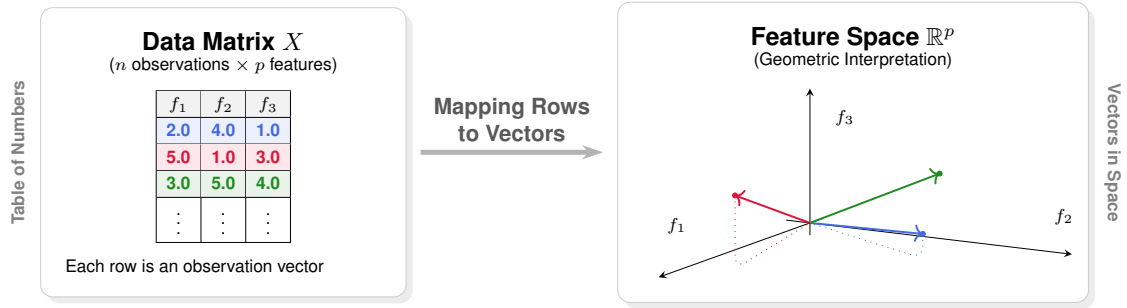 Table of Numbers
Data Matrix X
(n observations × p features)
f₁ f₂ f₃
2.0 4.0 1.0
5.0 1.0 3.0
3.0 5.0 4.0
⋮ ⋮ ⋮
Each row is an observation vector
Mapping Rows
to Vectors
Feature Space ℝᵖ
(Geometric Interpretation)
f₃
f₁
f₂
Vectors in Space